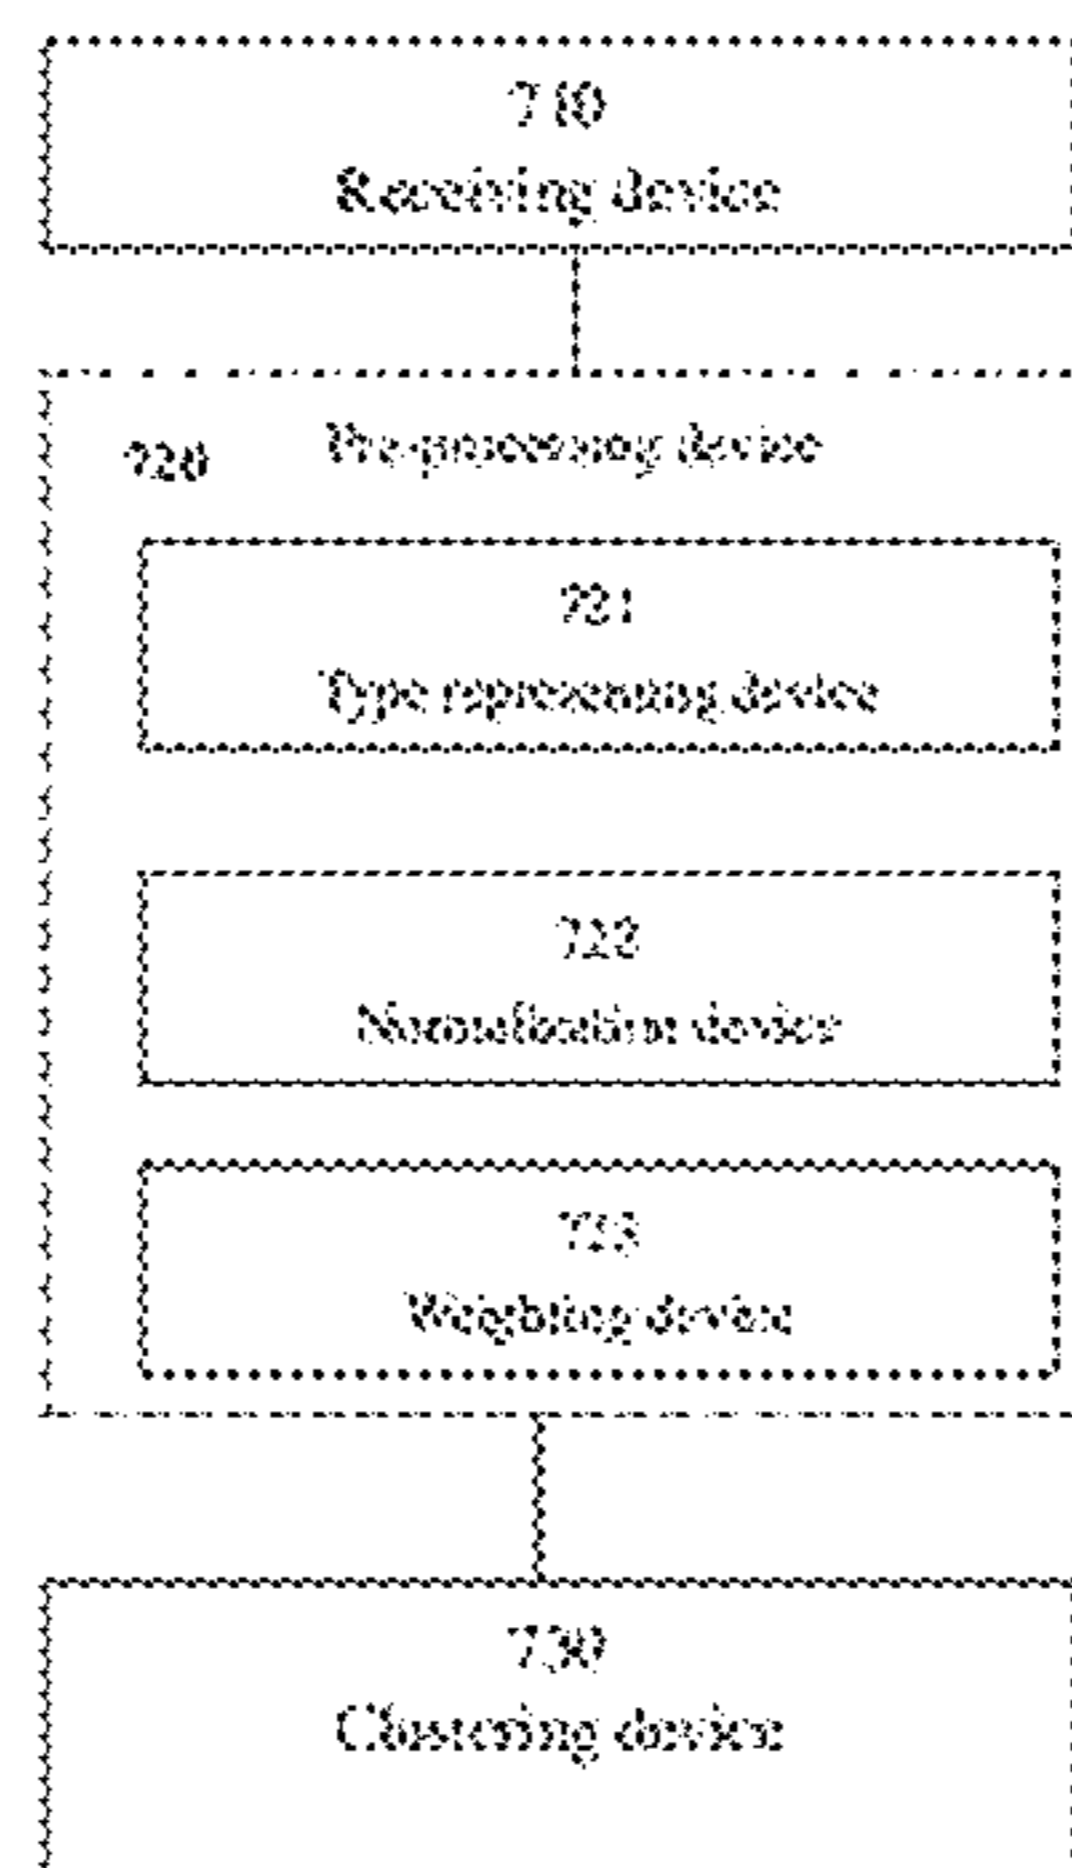 710
Receiving device
720
Pre-processing device
721
Type representing device
722
Normalization device
723
Weighting device
730
Clustering device